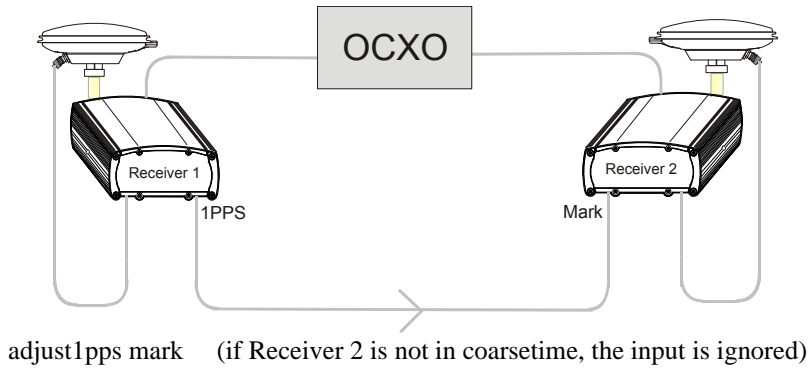 OCXO
Receiver 1
Receiver 2
1PPS
Mark
adjust1pps mark (if Receiver 2 is not in coarsetime, the input is ignored)